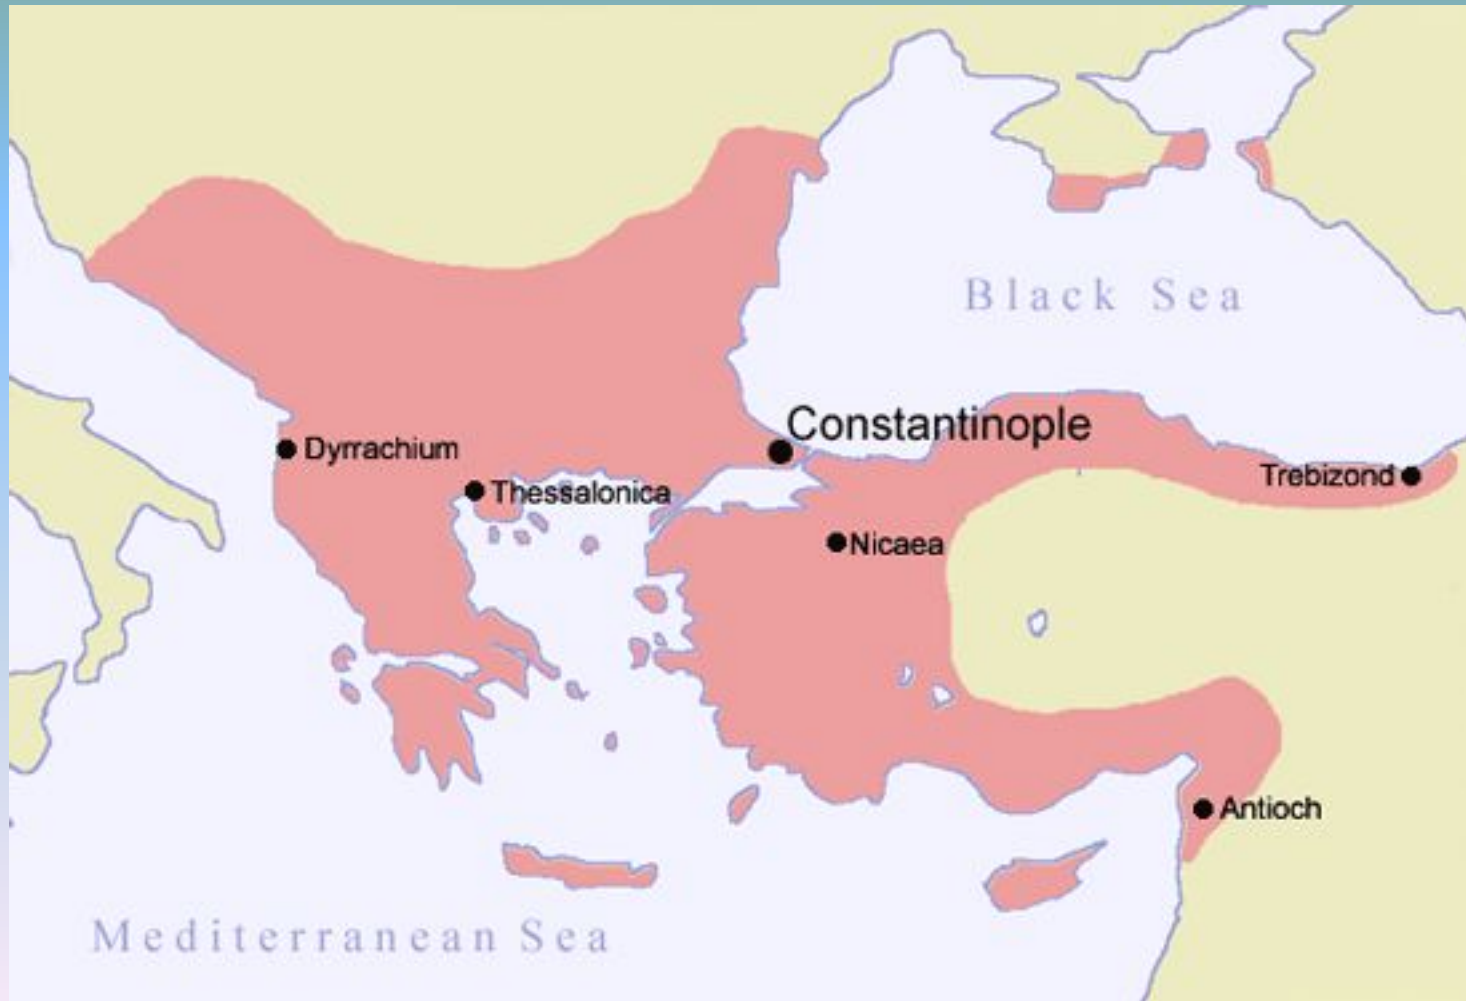 Black Sea
Constantinople
Dyrrachium
Trebizond
Thessalonica
Nicaea
Antioch
Mediterranean Sea